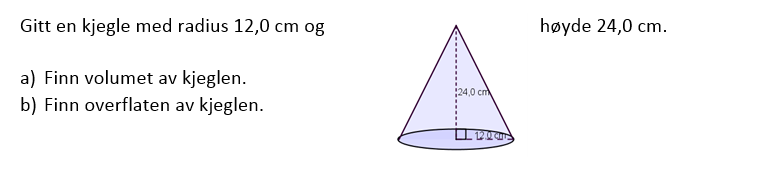 Gitt en kjegle med radius 12,0 cm og høyde 24,0 cm.
a) Finn volumet av kjeglen.
b) Finn overflaten av kjeglen.
24,0 cm
12,0 cm